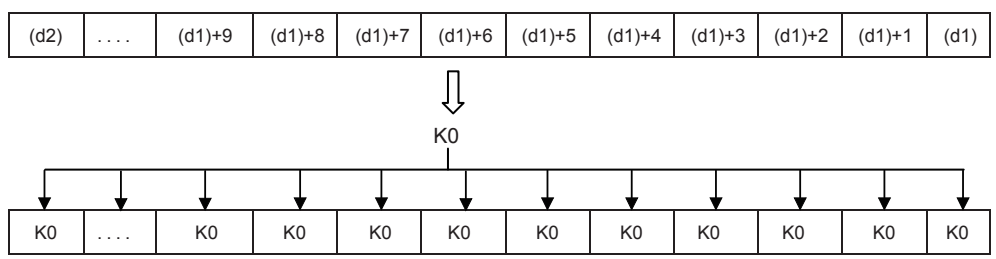 (d2) .... (d1)+9 (d1)+8 (d1)+7 (d1)+6 (d1)+5 (d1)+4 (d1)+3 (d1)+2 (d1)+1 (d1)
K0
K0 .... K0 K0 K0 K0 K0 K0 K0 K0 K0 K0